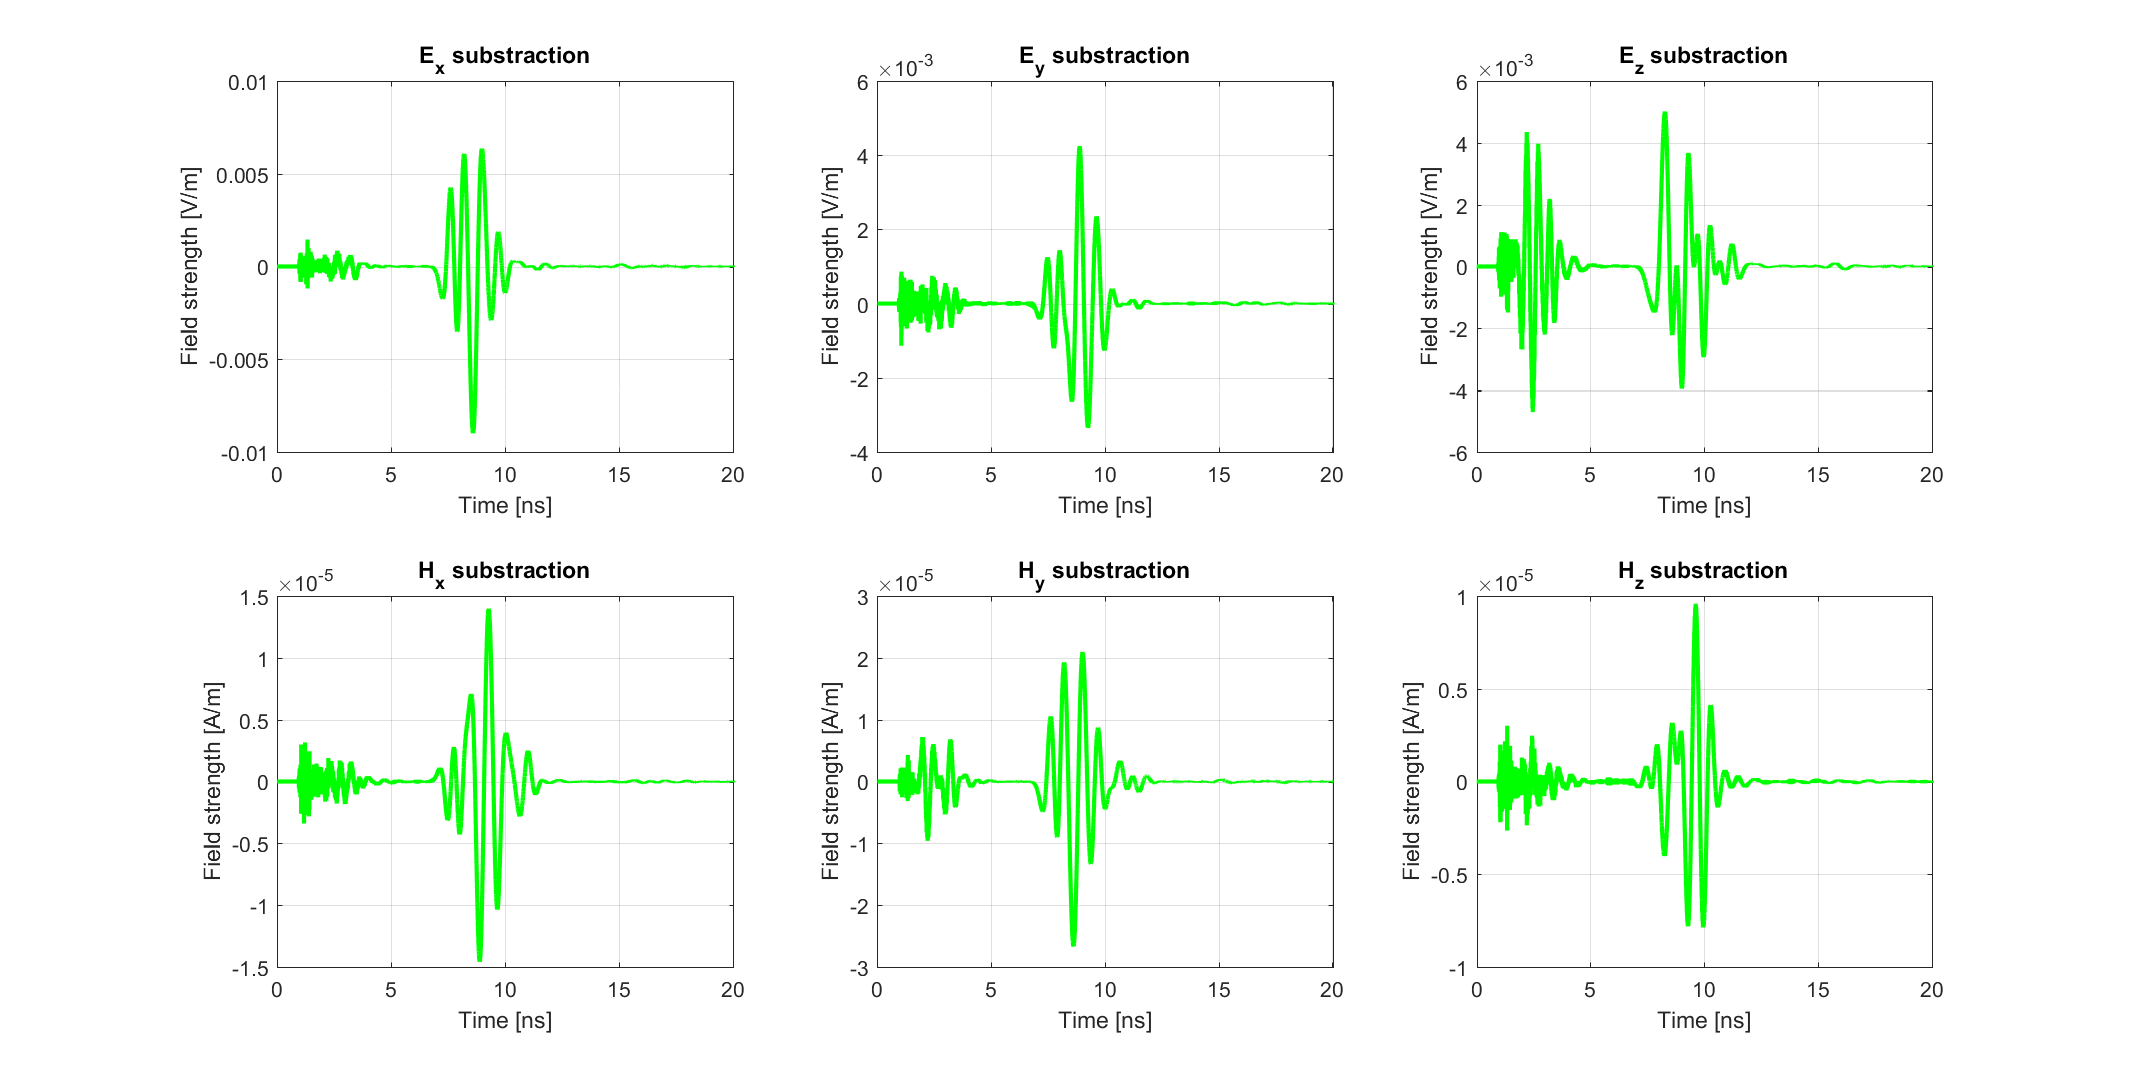 E_x substraction
0.01
0.005
0
-0.005
-0.01
Field strength [V/m]
0 5 10 15 20
Time [ns]
E_y substraction
×10^-3
6
4
2
0
-2
-4
Field strength [V/m]
0 5 10 15 20
Time [ns]
E_z substraction
×10^-3
6
4
2
0
-2
-4
-6
Field strength [V/m]
0 5 10 15 20
Time [ns]
H_x substraction
×10^-5
1.5
1
0.5
0
-0.5
-1
-1.5
Field strength [A/m]
0 5 10 15 20
Time [ns]
H_y substraction
×10^-5
3
2
1
0
-1
-2
-3
Field strength [A/m]
0 5 10 15 20
Time [ns]
H_z substraction
×10^-5
1
0.5
0
-0.5
-1
Field strength [A/m]
0 5 10 15 20
Time [ns]